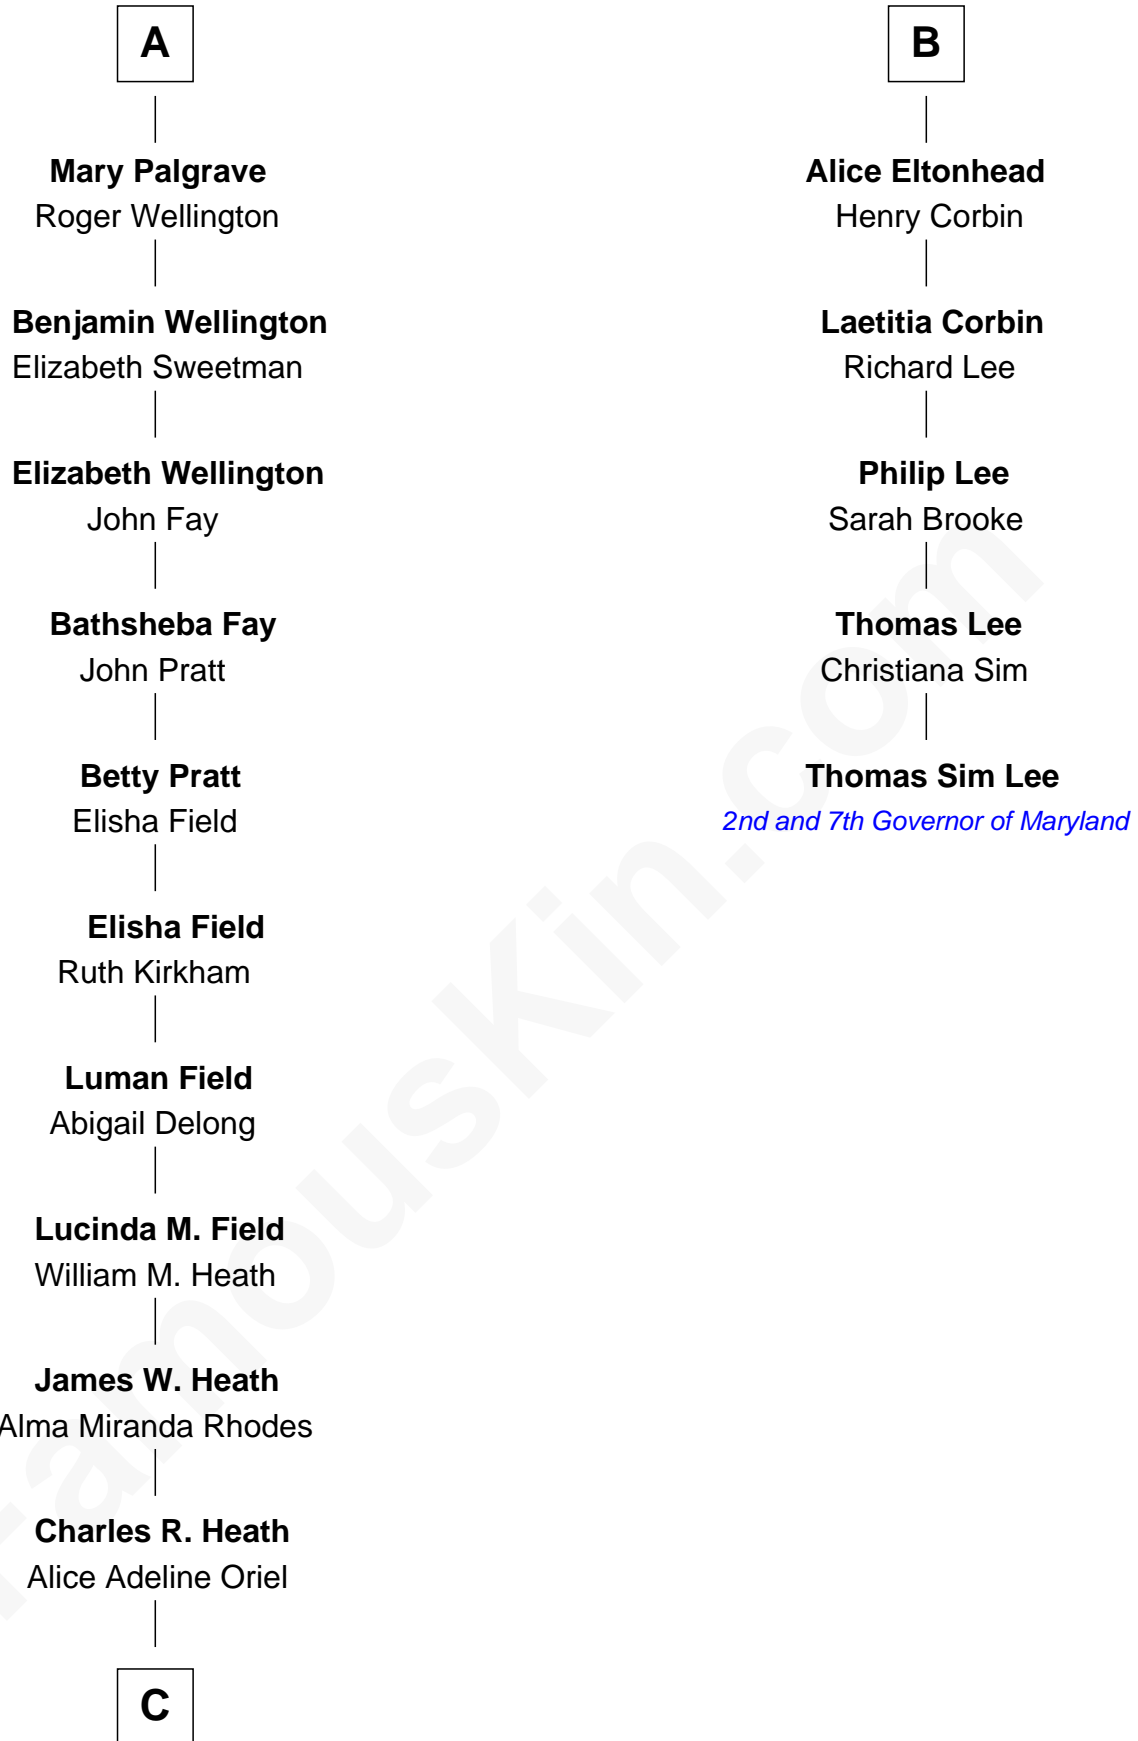 A
Mary Palgrave
Roger Wellington
Benjamin Wellington
Elizabeth Sweetman
Elizabeth Wellington
John Fay
Bathsheba Fay
John Pratt
Betty Pratt
Elisha Field
Elisha Field
Ruth Kirkham
Luman Field
Abigail Delong
Lucinda M. Field
William M. Heath
James W. Heath
Alma Miranda Rhodes
Charles R. Heath
Alice Adeline Oriel
C
B
Alice Eltonhead
Henry Corbin
Laetitia Corbin
Richard Lee
Philip Lee
Sarah Brooke
Thomas Lee
Christiana Sim
Thomas Sim Lee
2nd and 7th Governor of Maryland
FamousKin.com